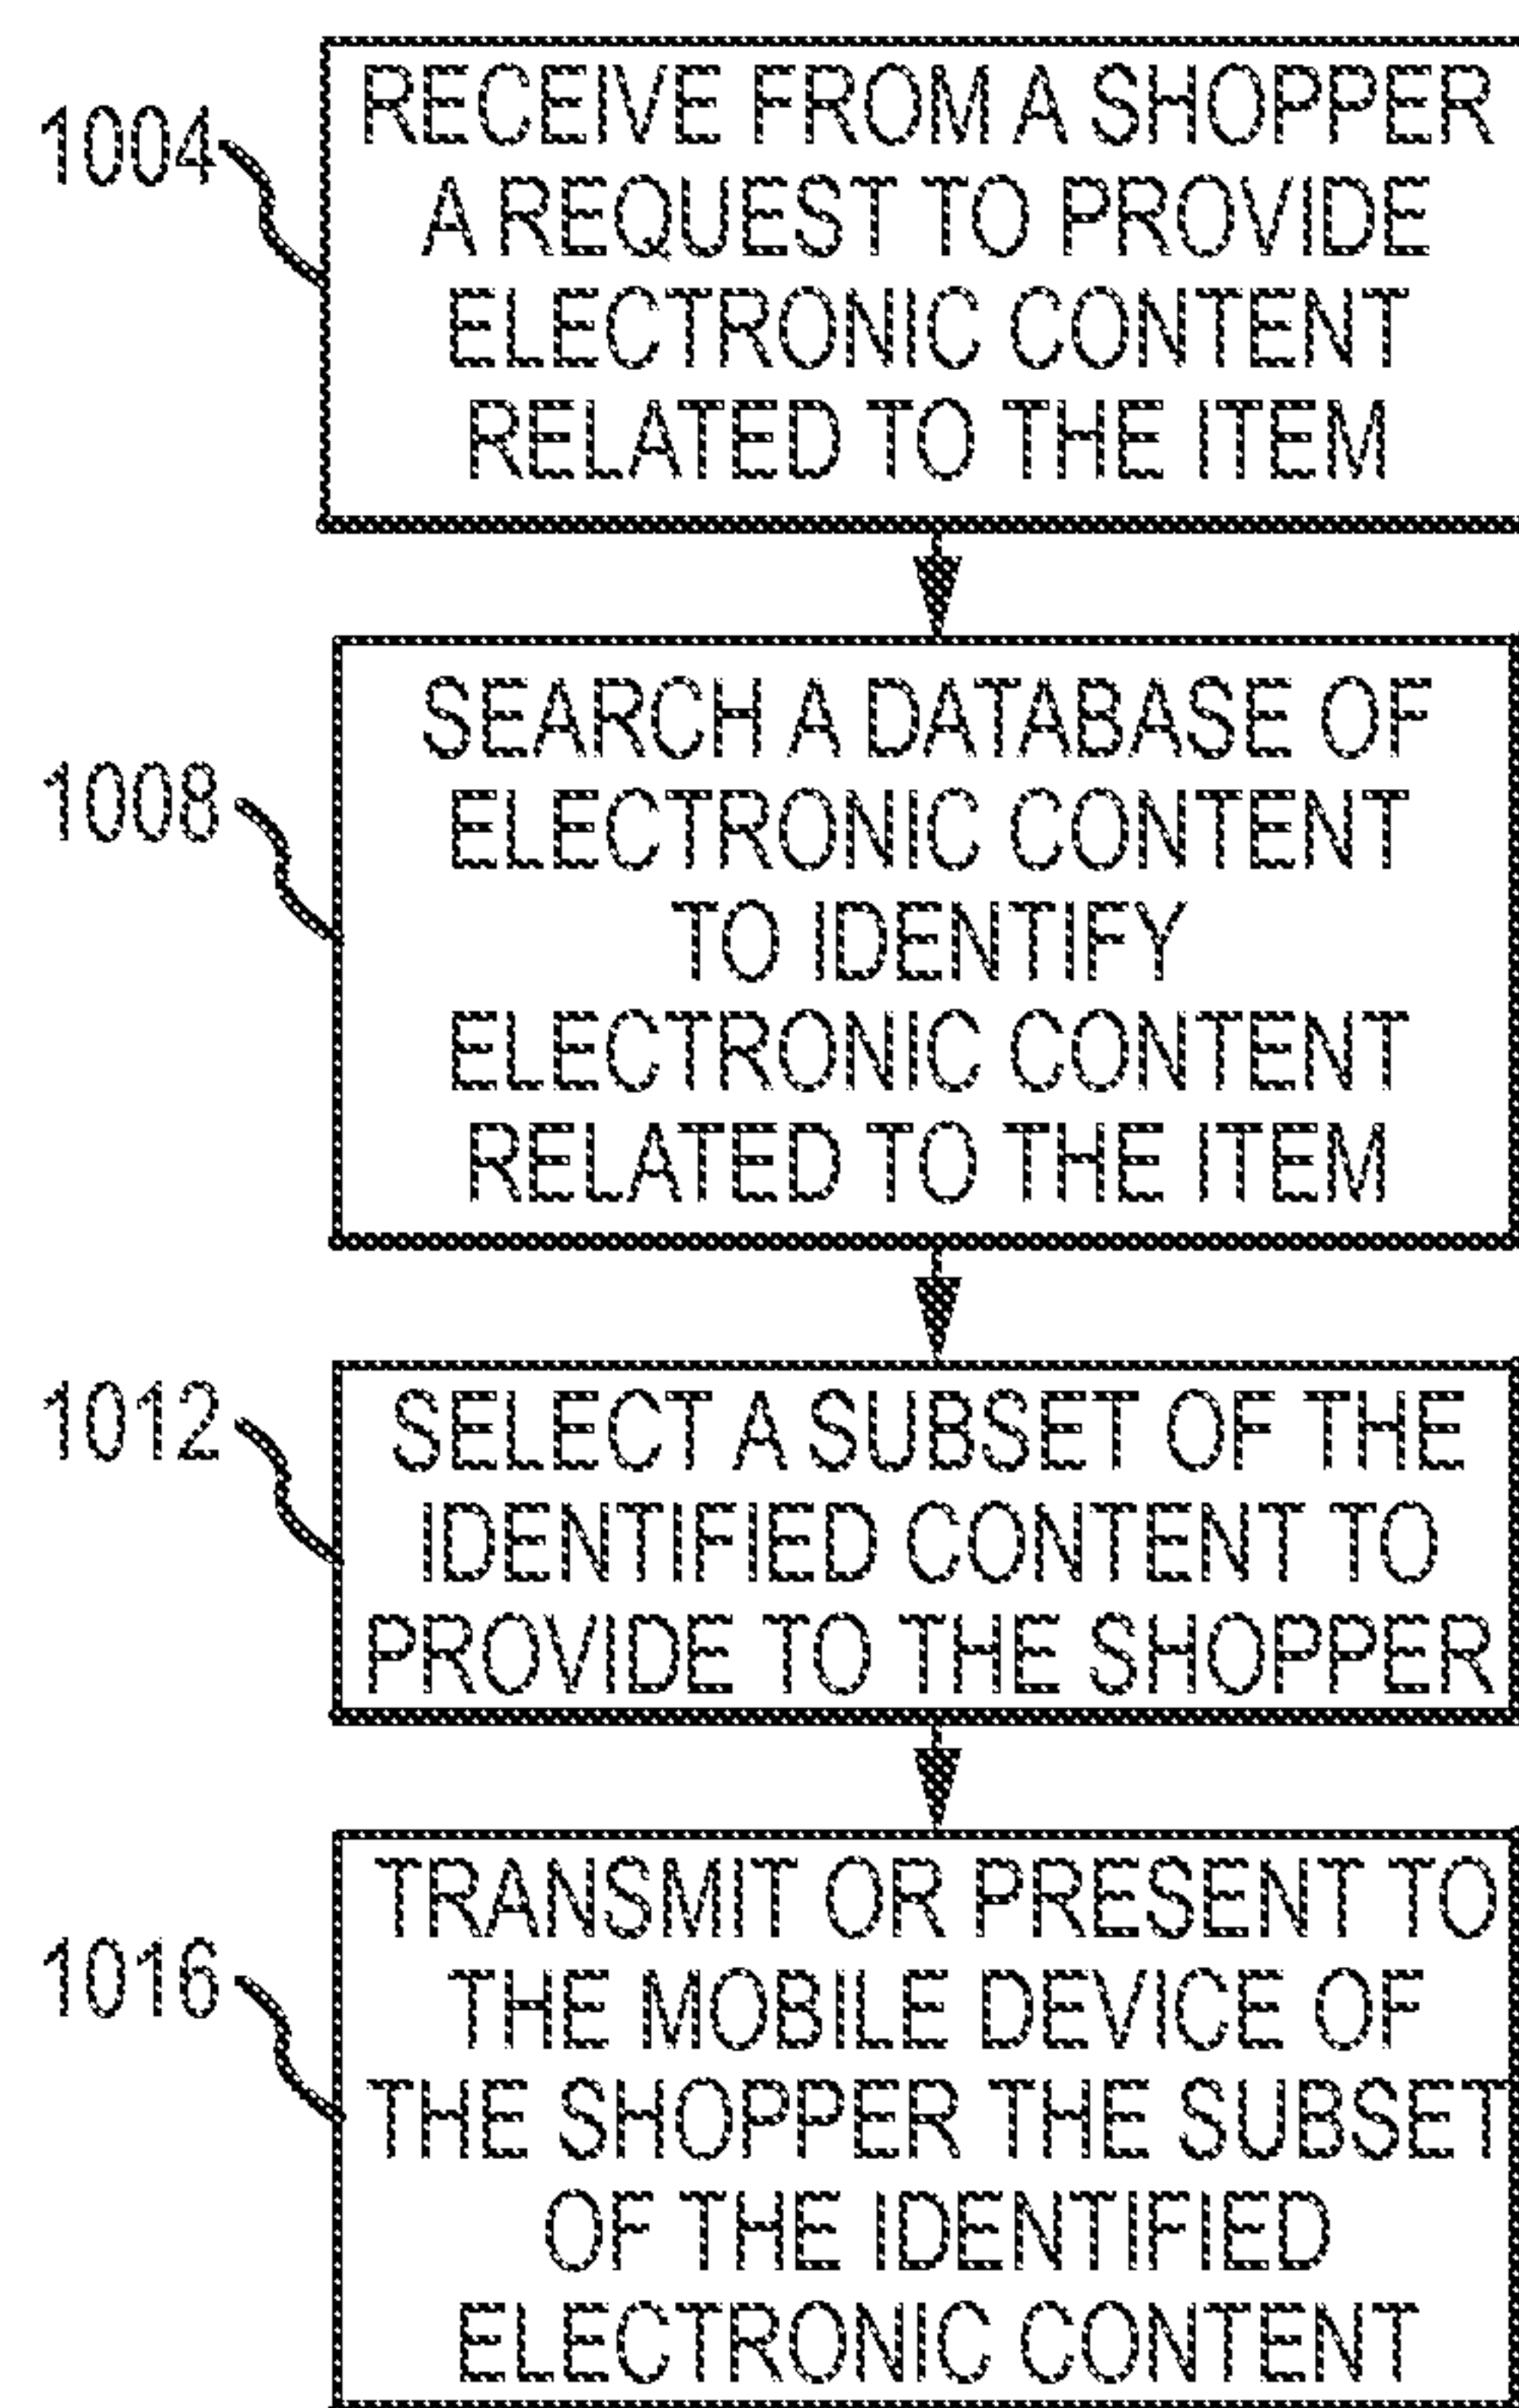 1004
RECEIVE FROM A SHOPPER
A REQUEST TO PROVIDE
ELECTRONIC CONTENT
RELATED TO THE ITEM
1008
SEARCH A DATABASE OF
ELECTRONIC CONTENT
TO IDENTIFY
ELECTRONIC CONTENT
RELATED TO THE ITEM
1012
SELECT A SUBSET OF THE
IDENTIFIED CONTENT TO
PROVIDE TO THE SHOPPER
1016
TRANSMIT OR PRESENT TO
THE MOBILE DEVICE OF
THE SHOPPER THE SUBSET
OF THE IDENTIFIED
ELECTRONIC CONTENT